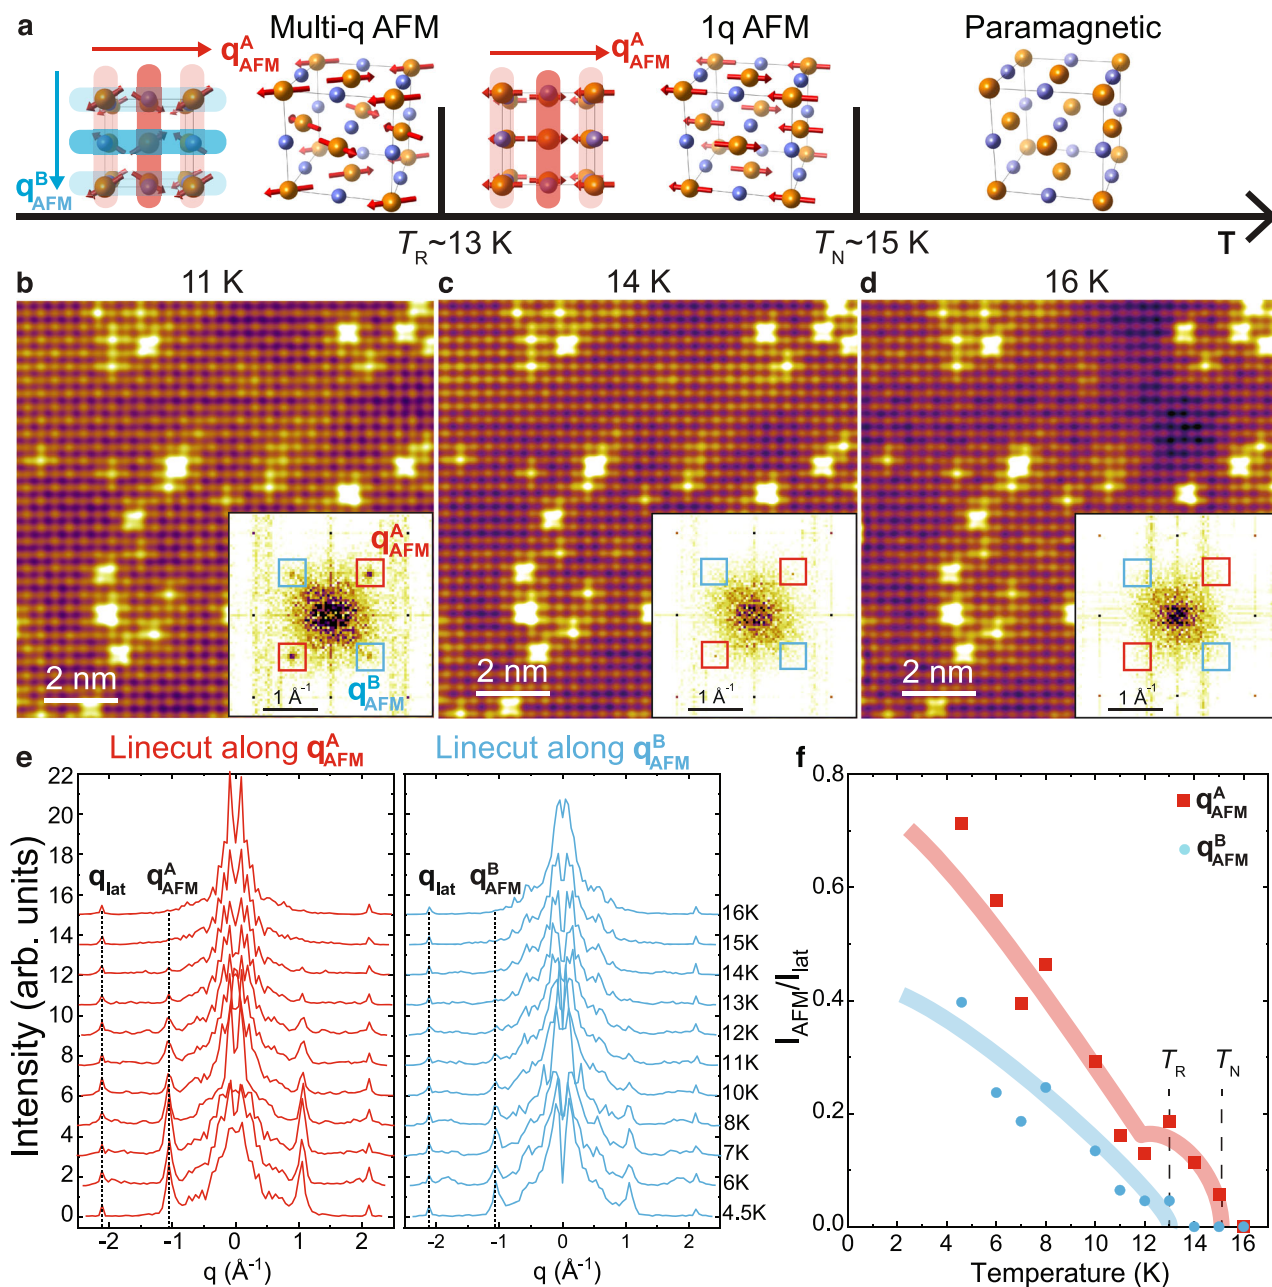 a
Multi-q AFM
1q AFM
Paramagnetic
q^A_AFM
q^A_AFM
q^B_AFM
T_R~13 K
T_N~15 K
T
b
11 K
c
14 K
d
16 K
q^A_AFM
q^B_AFM
2 nm
1 Å⁻¹
2 nm
1 Å⁻¹
2 nm
1 Å⁻¹
e
Linecut along q^A_AFM
Linecut along q^B_AFM
Intensity (arb. units)
22
20
18
16
14
12
10
8
6
4
2
0
q_lat
q^A_AFM
q_lat
q^B_AFM
16K
15K
14K
13K
12K
11K
10K
8K
7K
6K
4.5K
-2
-1
0
1
2
q (Å⁻¹)
-2
-1
0
1
2
q (Å⁻¹)
f
I_AFM/I_lat
0.8
0.6
0.4
0.2
0.0
q^A_AFM
q^B_AFM
T_R
T_N
0 2 4 6 8 10 12 14 16
Temperature (K)